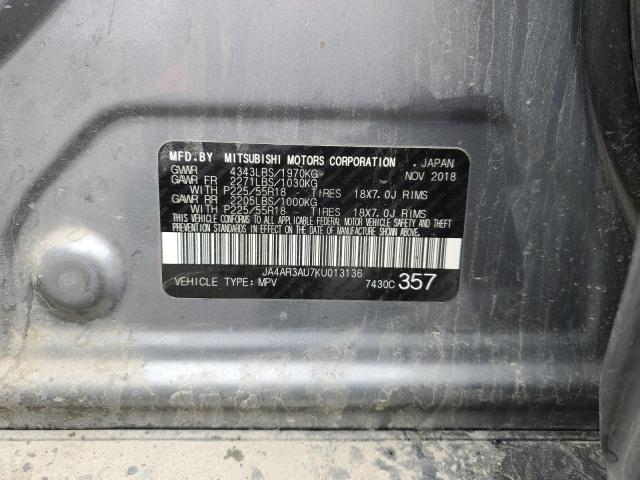 MFD.BY MITSUBISHI MOTORS CORPORATION . JAPAN
GVWR 4343LBS/1970KG NOV 2018
GAWR FR 2271LBS/1030KG
WITH P225/55R18 - TIRES 18X7.0J RIMS
GAWR RR 2205LBS/1000KG
WITH P225/55R18 - TIRES 18X7.0J RIMS
THIS VEHICLE CONFORMS TO ALL APPLICABLE FEDERAL MOTOR VEHICLE SAFETY AND THEFT PREVENTION STANDARDS IN EFFECT ON THE DATE OF MANUFACTURE
JA4AR3AU7KU013136
VEHICLE TYPE: MPV 7430C 357